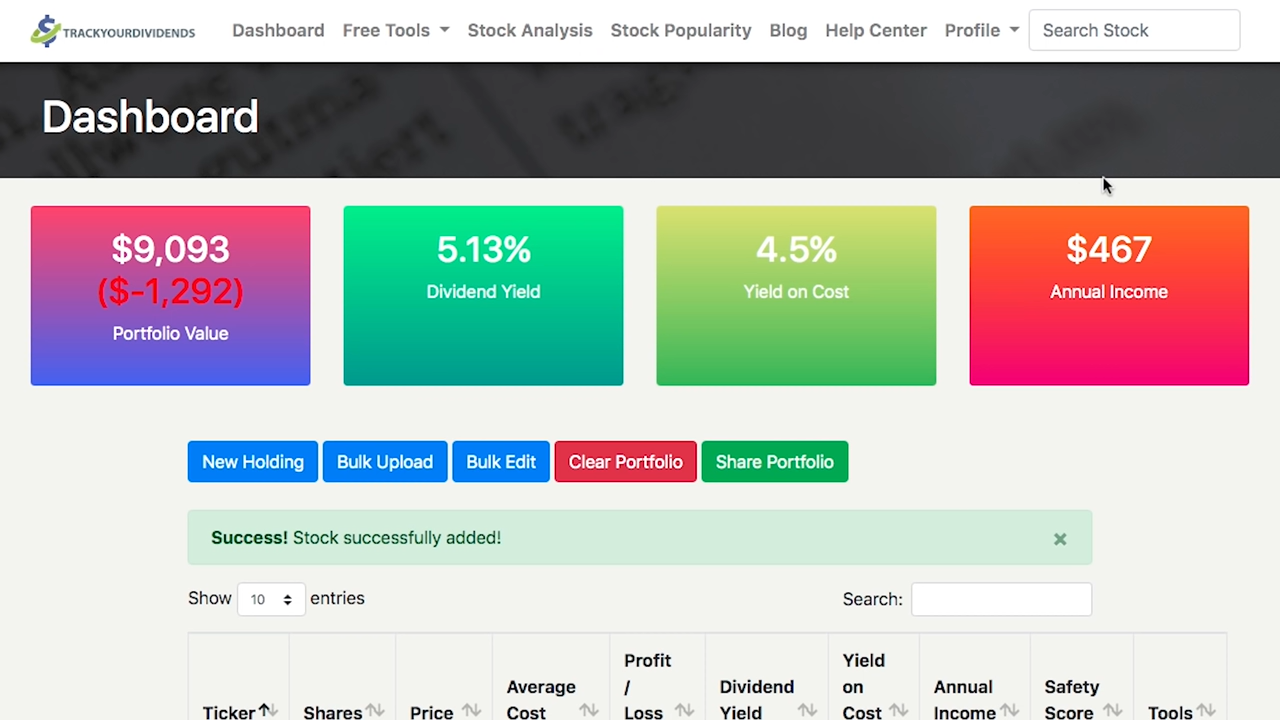 TRACKYOURDIVIDENDS Dashboard Free Tools Stock Analysis Stock Popularity Blog Help Center Profile Search Stock
Dashboard
$9,093 5.13% 4.5% $467
($-1,292) Dividend Yield Yield on Cost Annual Income
Portfolio Value
New Holding Bulk Upload Bulk Edit Clear Portfolio Share Portfolio
Success! Stock successfully added! ×
Show 10 entries Search:
Profit Yield
Average / Dividend on Annual Safety
Ticker Shares Price Cost Loss Yield Cost Income Score Tools